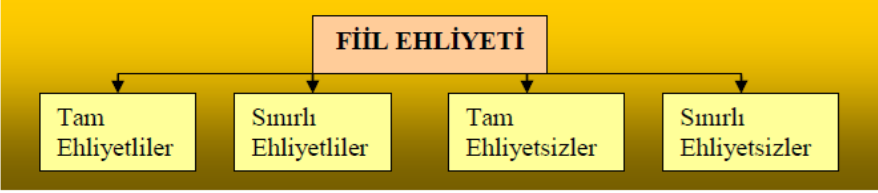 FİİL EHLİYETİ
Tam
Ehliyetliler
Sınırlı
Ehliyetliler
Tam
Ehliyetsizler
Sınırlı
Ehliyetsizler